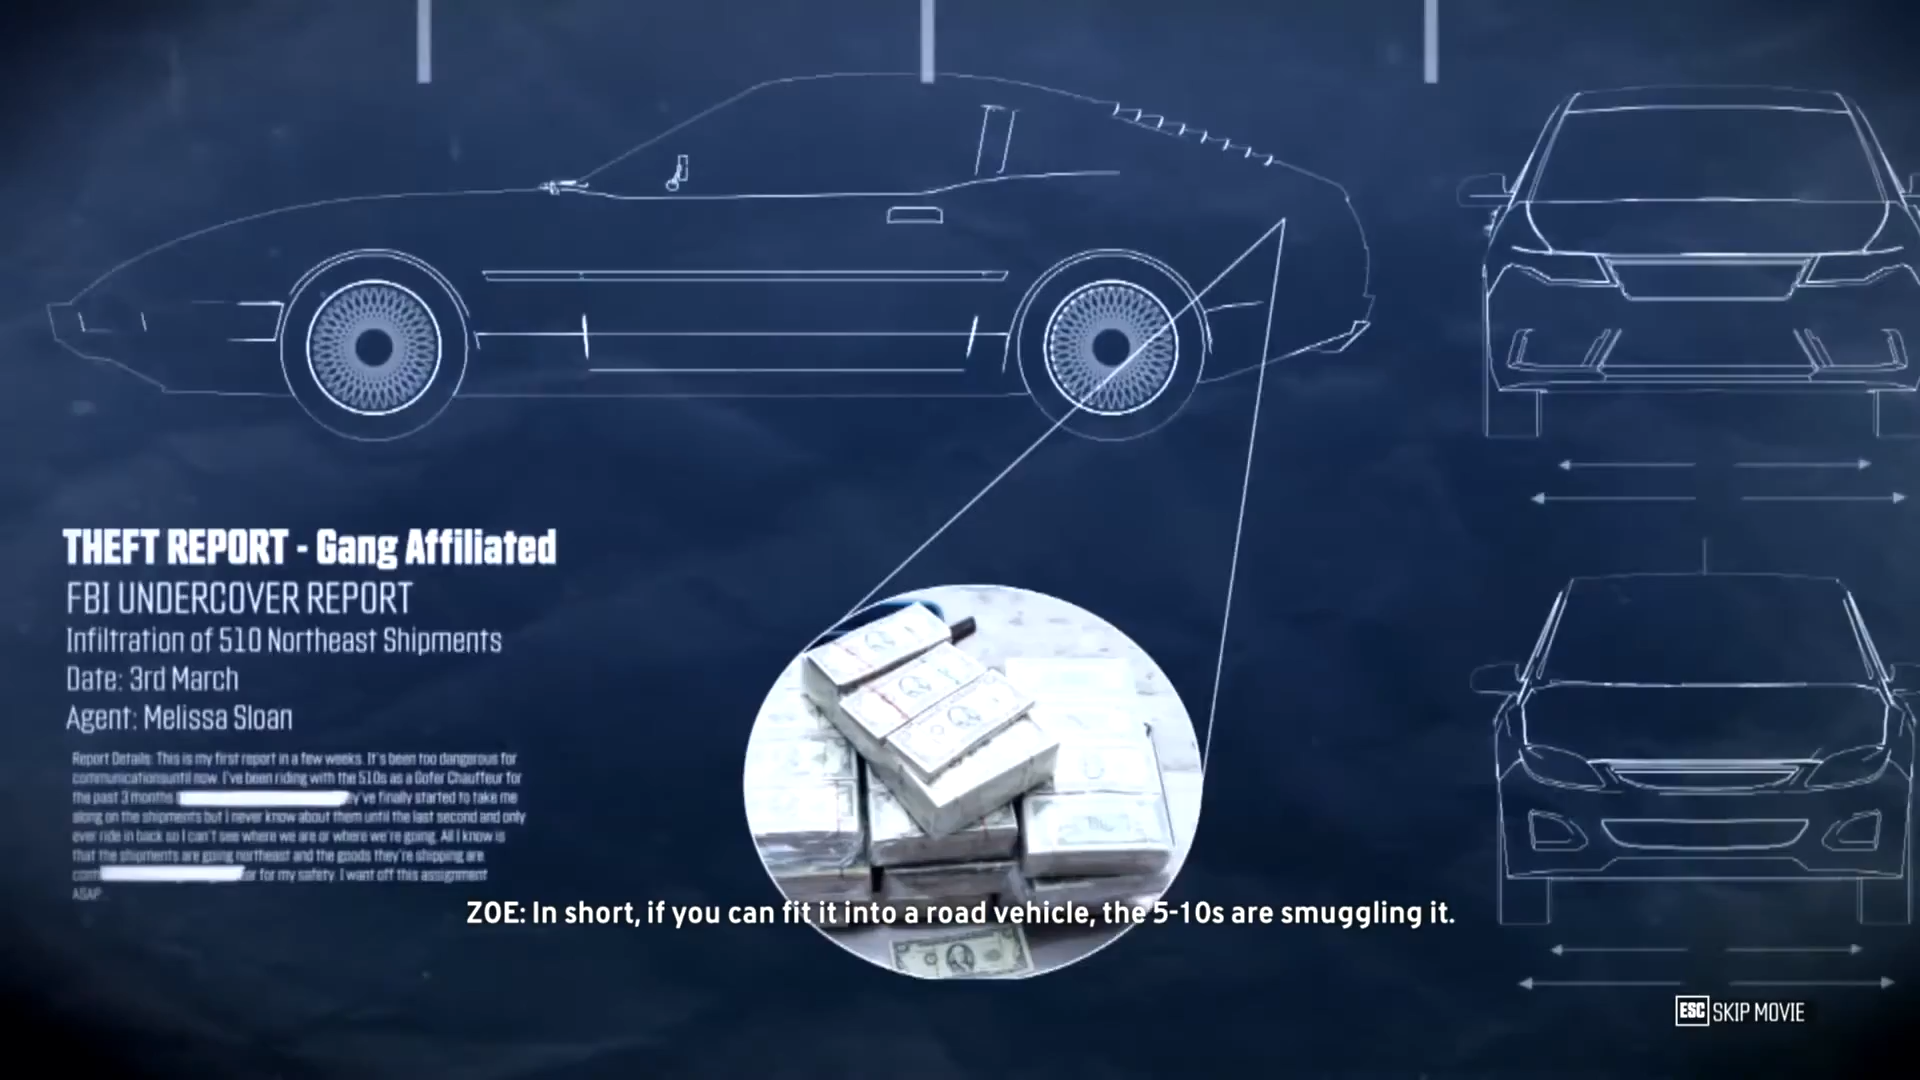 THEFT REPORT - Gang Affiliated
FBI UNDERCOVER REPORT
Infiltration of 510 Northeast Shipments
Date: 3rd March
Agent: Melissa Sloan
Report Details: This is my first report in a few weeks. It's been too dangerous for
communicationsuntil now. I've been riding with the 510s as a Gofer Chauffeur for
the past 3 months ey've finally started to take me
along on the shipments but I never know about them until the last second and only
ever ride in back so I can't see where we are or where we're going. All I know is
that the shipments are going northeast and the goods they're shipping are
for my safety. I want off this assignment
ASAP.
ZOE: In short, if you can fit it into a road vehicle, the 5-10s are smuggling it.
ESC SKIP MOVIE